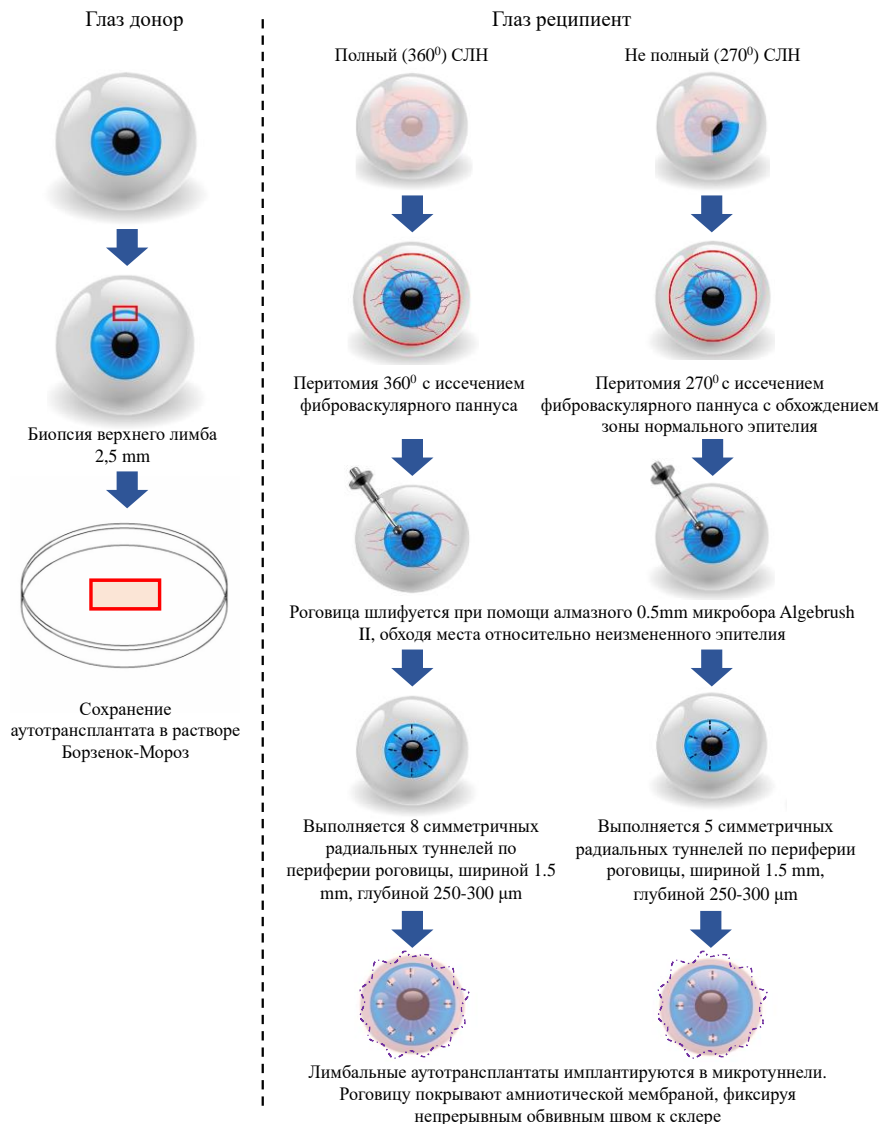 Глаз донор
Биопсия верхнего лимба
2,5 mm
Сохранение
аутотрансплантата в растворе
Борзенок-Мороз
Глаз реципиент
Полный (360⁰) СЛН
Не полный (270⁰) СЛН
Перитомия 360⁰ с иссечением
фиброваскулярного паннуса
Перитомия 270⁰ с иссечением
фиброваскулярного паннуса с обхождением
зоны нормального эпителия
Роговица шлифуется при помощи алмазного 0.5mm микробора Algebrush
II, обходя места относительно неизмененного эпителия
Выполняется 8 симметричных
радиальных туннелей по
периферии роговицы, шириной 1.5
mm, глубиной 250-300 μm
Выполняется 5 симметричных
радиальных туннелей по периферии
роговицы, шириной 1.5 mm,
глубиной 250-300 μm
Лимбальные аутотрансплантаты имплантируются в микротуннели.
Роговицу покрывают амниотической мембраной, фиксируя
непрерывным обвивным швом к склере